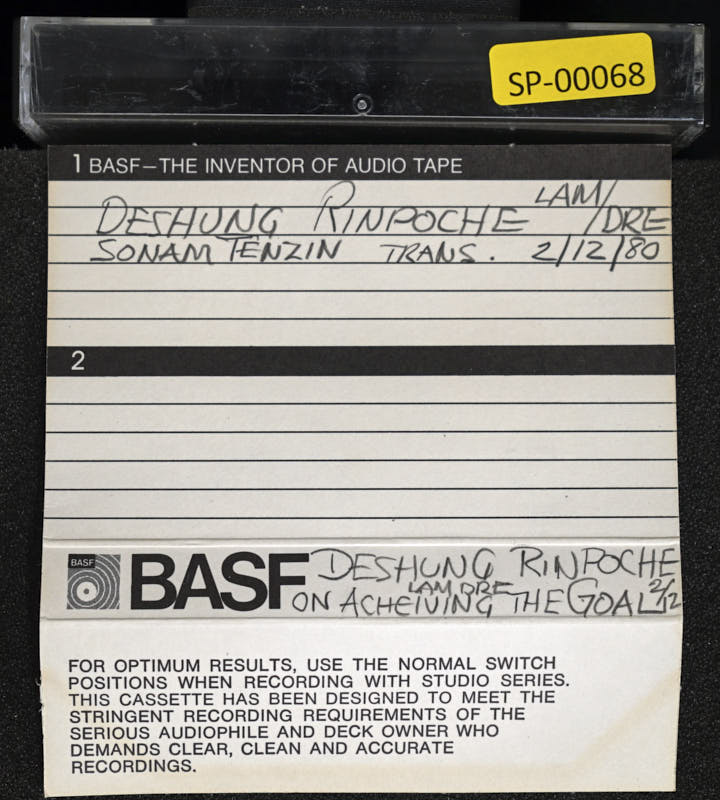 SP-00068
1 BASF—THE INVENTOR OF AUDIO TAPE
DESHUNG RINPOCHE LAM/DRE
SONAM TENZIN TRANS. 2/12/80
2
BASF BASF DESHUNG RINPOCHE
LAM DRE
ON ACHEIVING THE GOAL 2/12
FOR OPTIMUM RESULTS, USE THE NORMAL SWITCH
POSITIONS WHEN RECORDING WITH STUDIO SERIES.
THIS CASSETTE HAS BEEN DESIGNED TO MEET THE
STRINGENT RECORDING REQUIREMENTS OF THE
SERIOUS AUDIOPHILE AND DECK OWNER WHO
DEMANDS CLEAR, CLEAN AND ACCURATE
RECORDINGS.